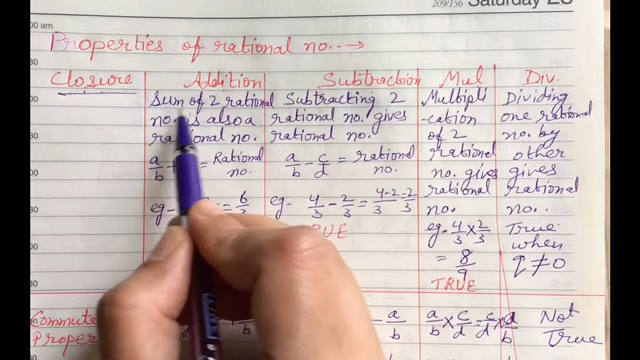 209/156 Saturday
Properties of rational no. →
Closure Addition Subtraction Mul Div.
Sum of 2 rational Subtracting 2 Multipli Dividing
no. is also a rational no. gives -cation one rational
rational no. rational no. of 2 no. by
a/b = Rational no. a/b - c/d = rational no. rational other
no. gives gives
eg- = 6/3 eg- 4/3 - 2/3 = 4-2/3 = 2/3 rational rational
no. no..
TRUE eg- 4/3 × 2/3 True
= 8/9 when
TRUE q ≠ 0
a/b a/b × c/d = c/d × a/b Not
Proper True